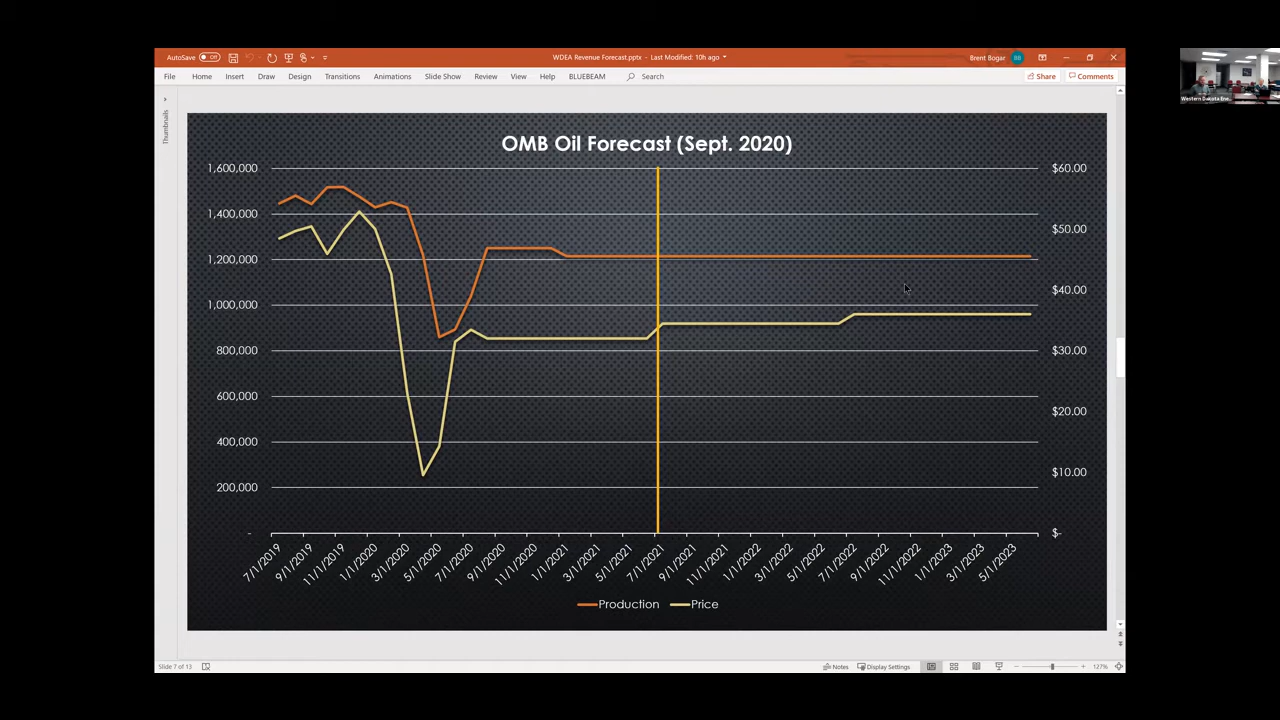 AutoSave Off
WDEA Revenue Forecast.pptx - Last Modified: 10h ago
Brent Bogar BB
File Home Insert Draw Design Transitions Animations Slide Show Review View Help BLUEBEAM Search Share Comments
Thumbnails
OMB Oil Forecast (Sept. 2020)
1,600,000 $60.00
1,400,000
$50.00
1,200,000
1,000,000 $40.00
800,000 $30.00
600,000
$20.00
400,000
$10.00
200,000
- $-
7/1/2019 9/1/2019 11/1/2019 1/1/2020 3/1/2020 5/1/2020 7/1/2020 9/1/2020 11/1/2020 1/1/2021 3/1/2021 5/1/2021 7/1/2021 9/1/2021 11/1/2021 1/1/2022 3/1/2022 5/1/2022 7/1/2022 9/1/2022 11/1/2022 1/1/2023 3/1/2023 5/1/2023
Production Price
Slide 7 of 13
Notes Display Settings 127%
Western Dakota Ene...